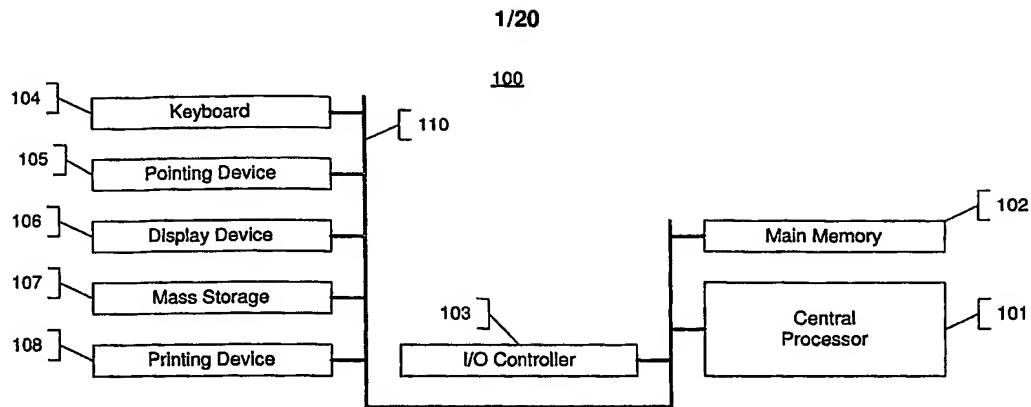 1/20
100
104
Keyboard
110
105
Pointing Device
106
Display Device
102
Main Memory
107
Mass Storage
103
101
Central
Processor
108
Printing Device
I/O Controller